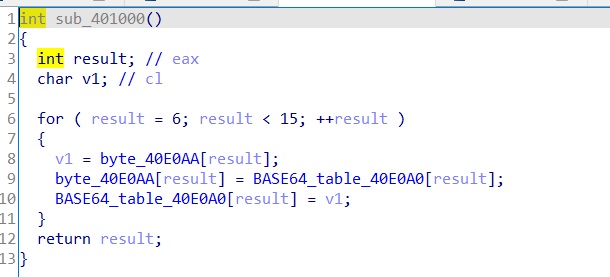 1 int sub_401000()
2 {
3 int result; // eax
4 char v1; // cl
5
6 for ( result = 6; result < 15; ++result )
7 {
8 v1 = byte_40E0AA[result];
9 byte_40E0AA[result] = BASE64_table_40E0A0[result];
10 BASE64_table_40E0A0[result] = v1;
11 }
12 return result;
13 }